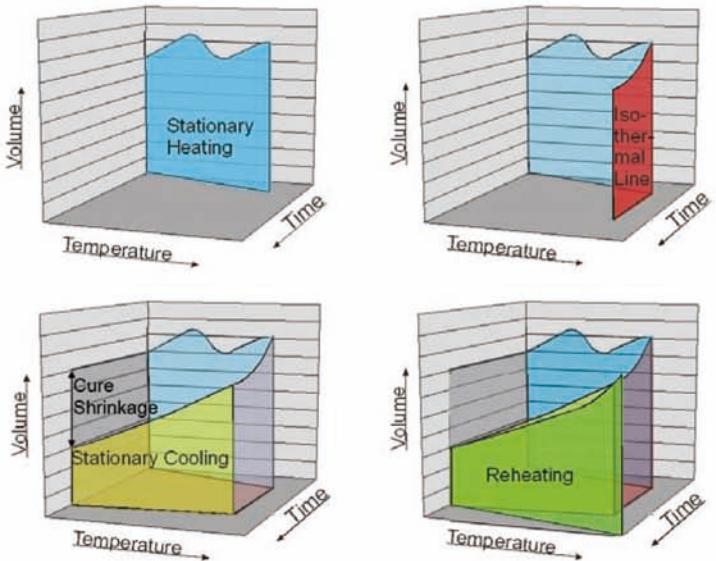 Volume
Stationary
Heating
Temperature
Time
Volume
Iso-
ther-
mal
Line
Temperature
Time
Volume
Cure
Shrinkage
Stationary Cooling
Temperature
Time
Volume
Reheating
Temperature
Time